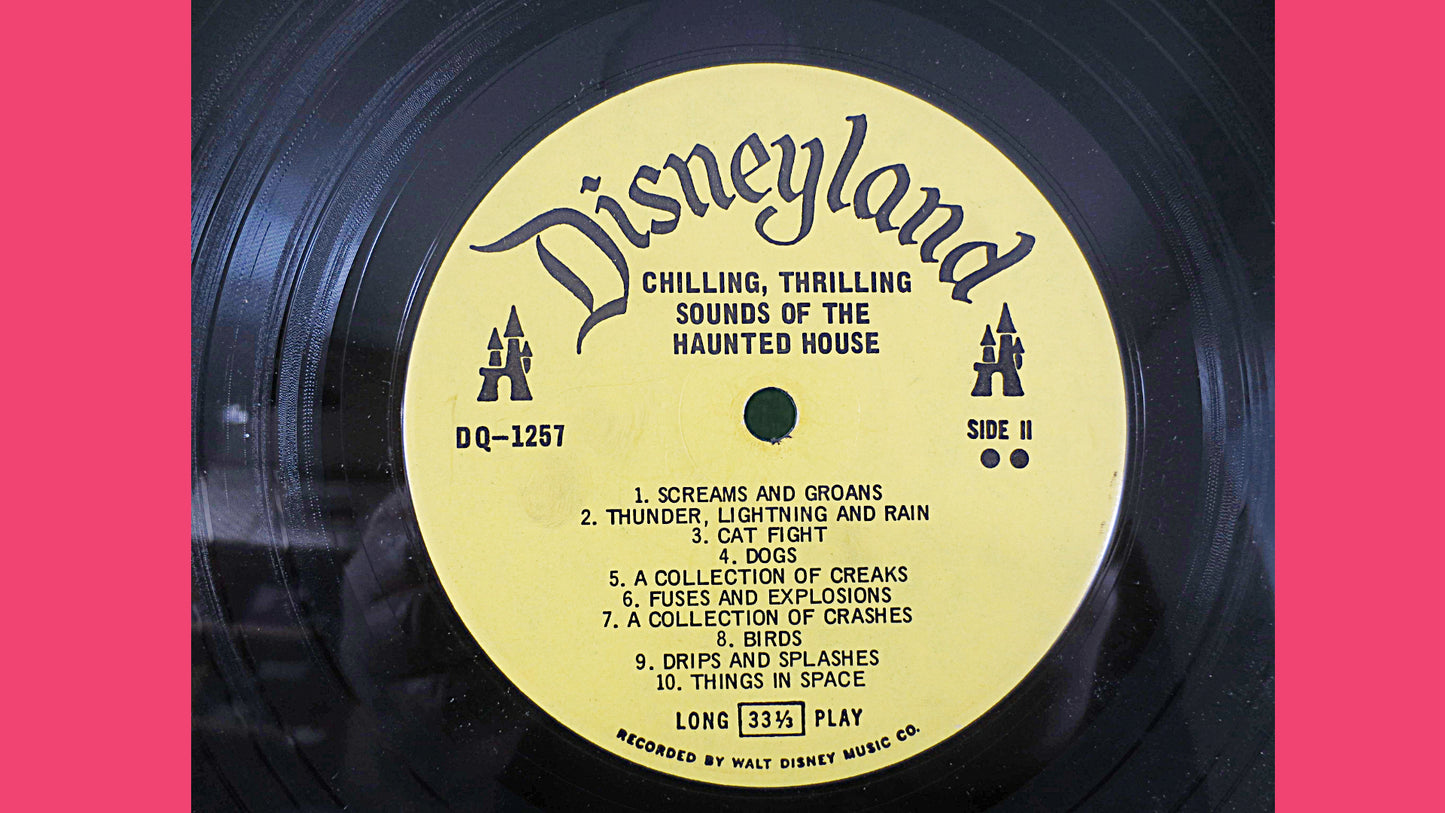 Disneyland
CHILLING, THRILLING
SOUNDS OF THE
HAUNTED HOUSE
DQ-1257
SIDE II
1. SCREAMS AND GROANS
2. THUNDER, LIGHTNING AND RAIN
3. CAT FIGHT
4. DOGS
5. A COLLECTION OF CREAKS
6. FUSES AND EXPLOSIONS
7. A COLLECTION OF CRASHES
8. BIRDS
9. DRIPS AND SPLASHES
10. THINGS IN SPACE
LONG 33⅓ PLAY
RECORDED BY WALT DISNEY MUSIC CO.